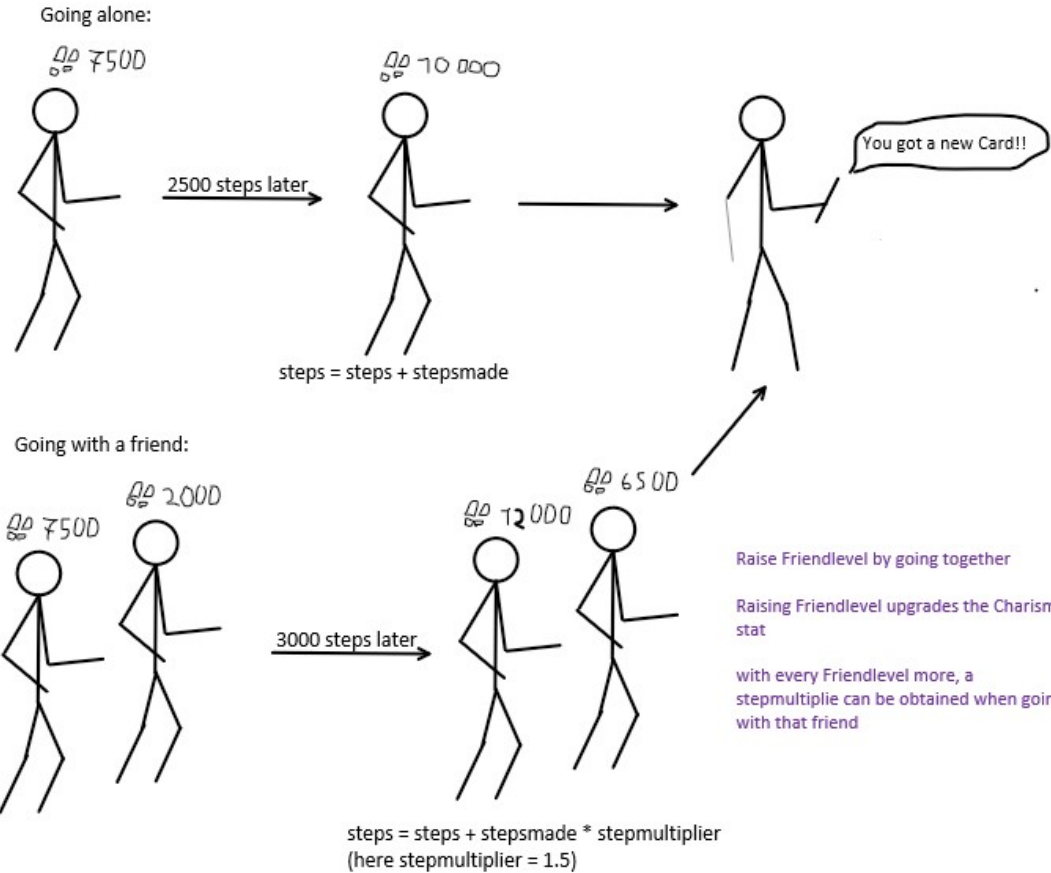 Going alone:
7500
10 000
2500 steps later
You got a new Card!!
steps = steps + stepsmade
Going with a friend:
7500
2000
3000 steps later
12000
6500
Raise Friendlevel by going together
Raising Friendlevel upgrades the Charism
stat
with every Friendlevel more, a
stepmultiplie can be obtained when goin
with that friend
steps = steps + stepsmade * stepmultiplier
(here stepmultiplier = 1.5)